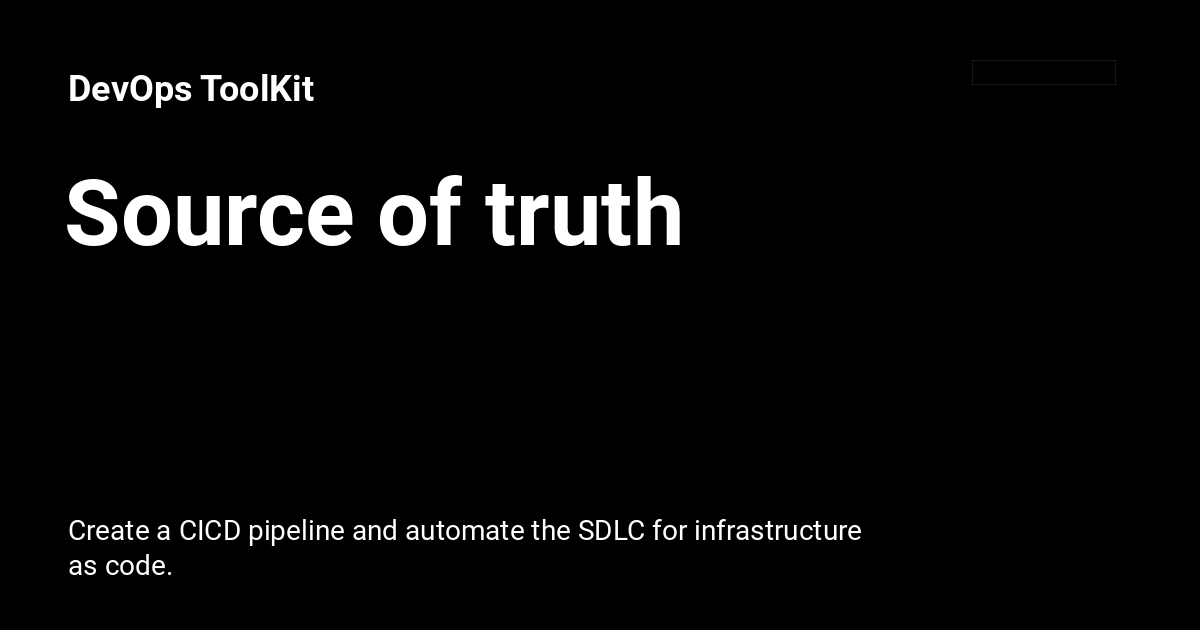 DevOps ToolKit
Source of truth
Create a CICD pipeline and automate the SDLC for infrastructure
as code.